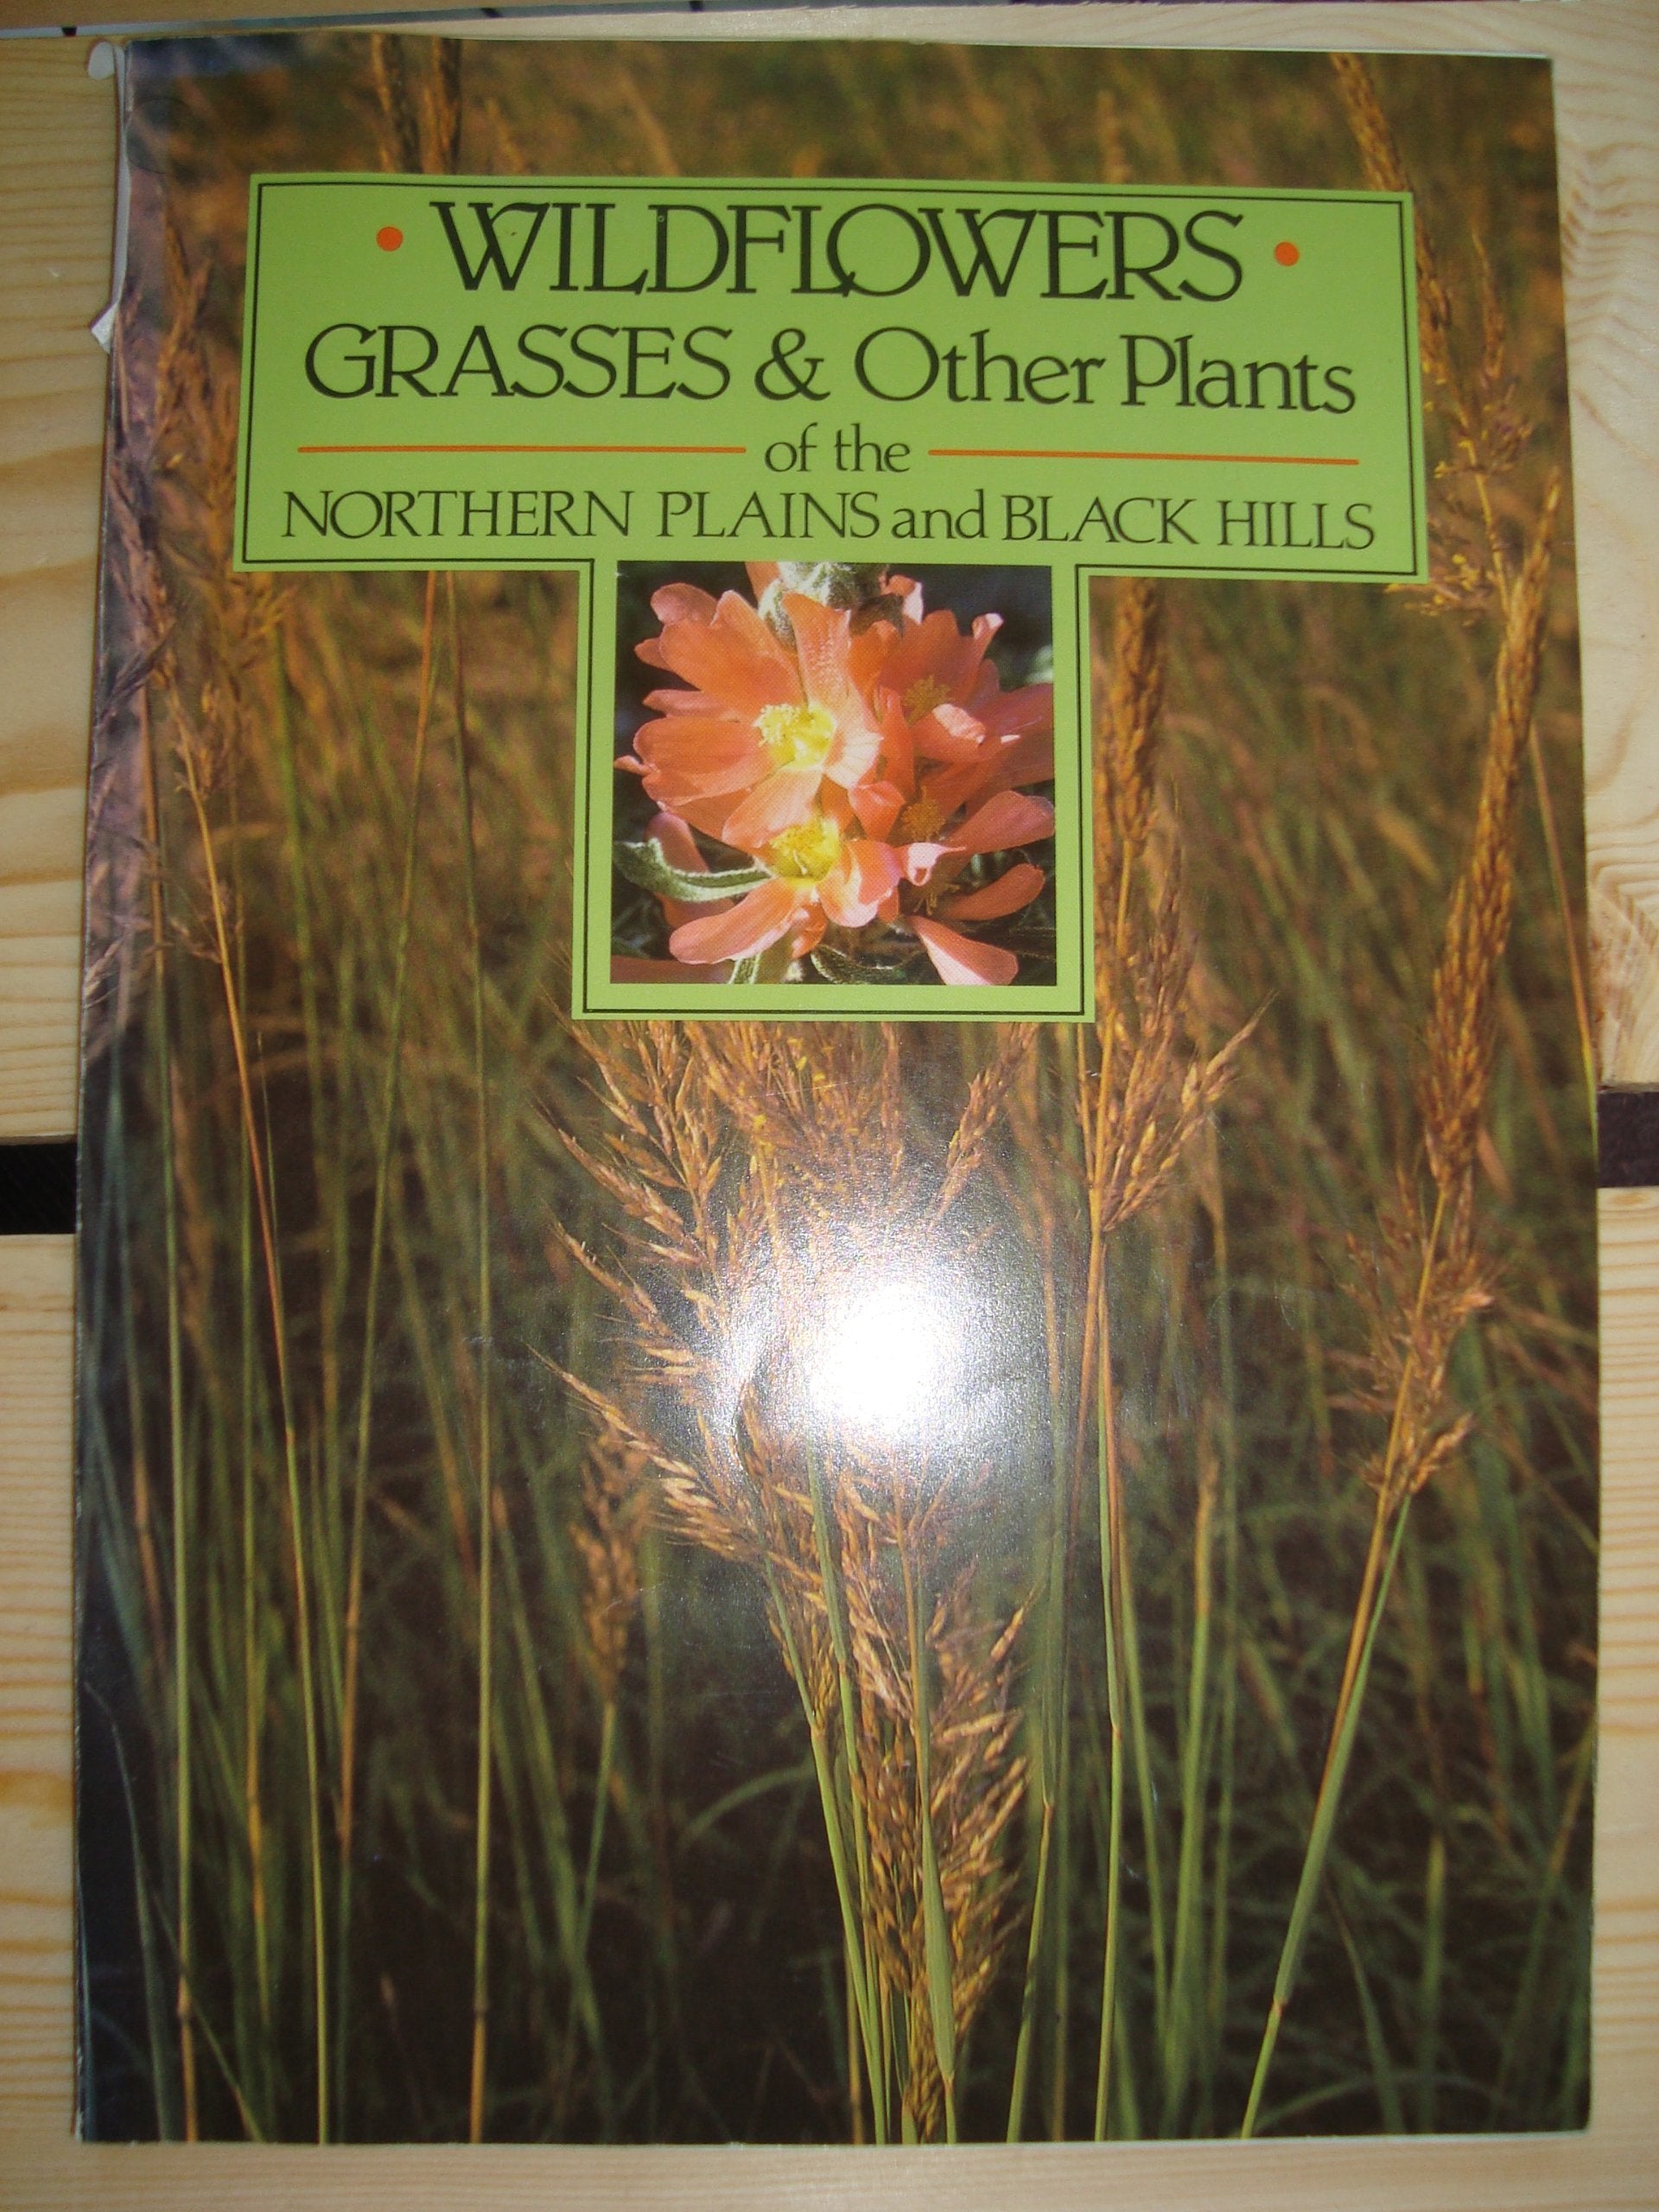 • WILDFLOWERS •
GRASSES & Other Plants
of the
NORTHERN PLAINS and BLACK HILLS